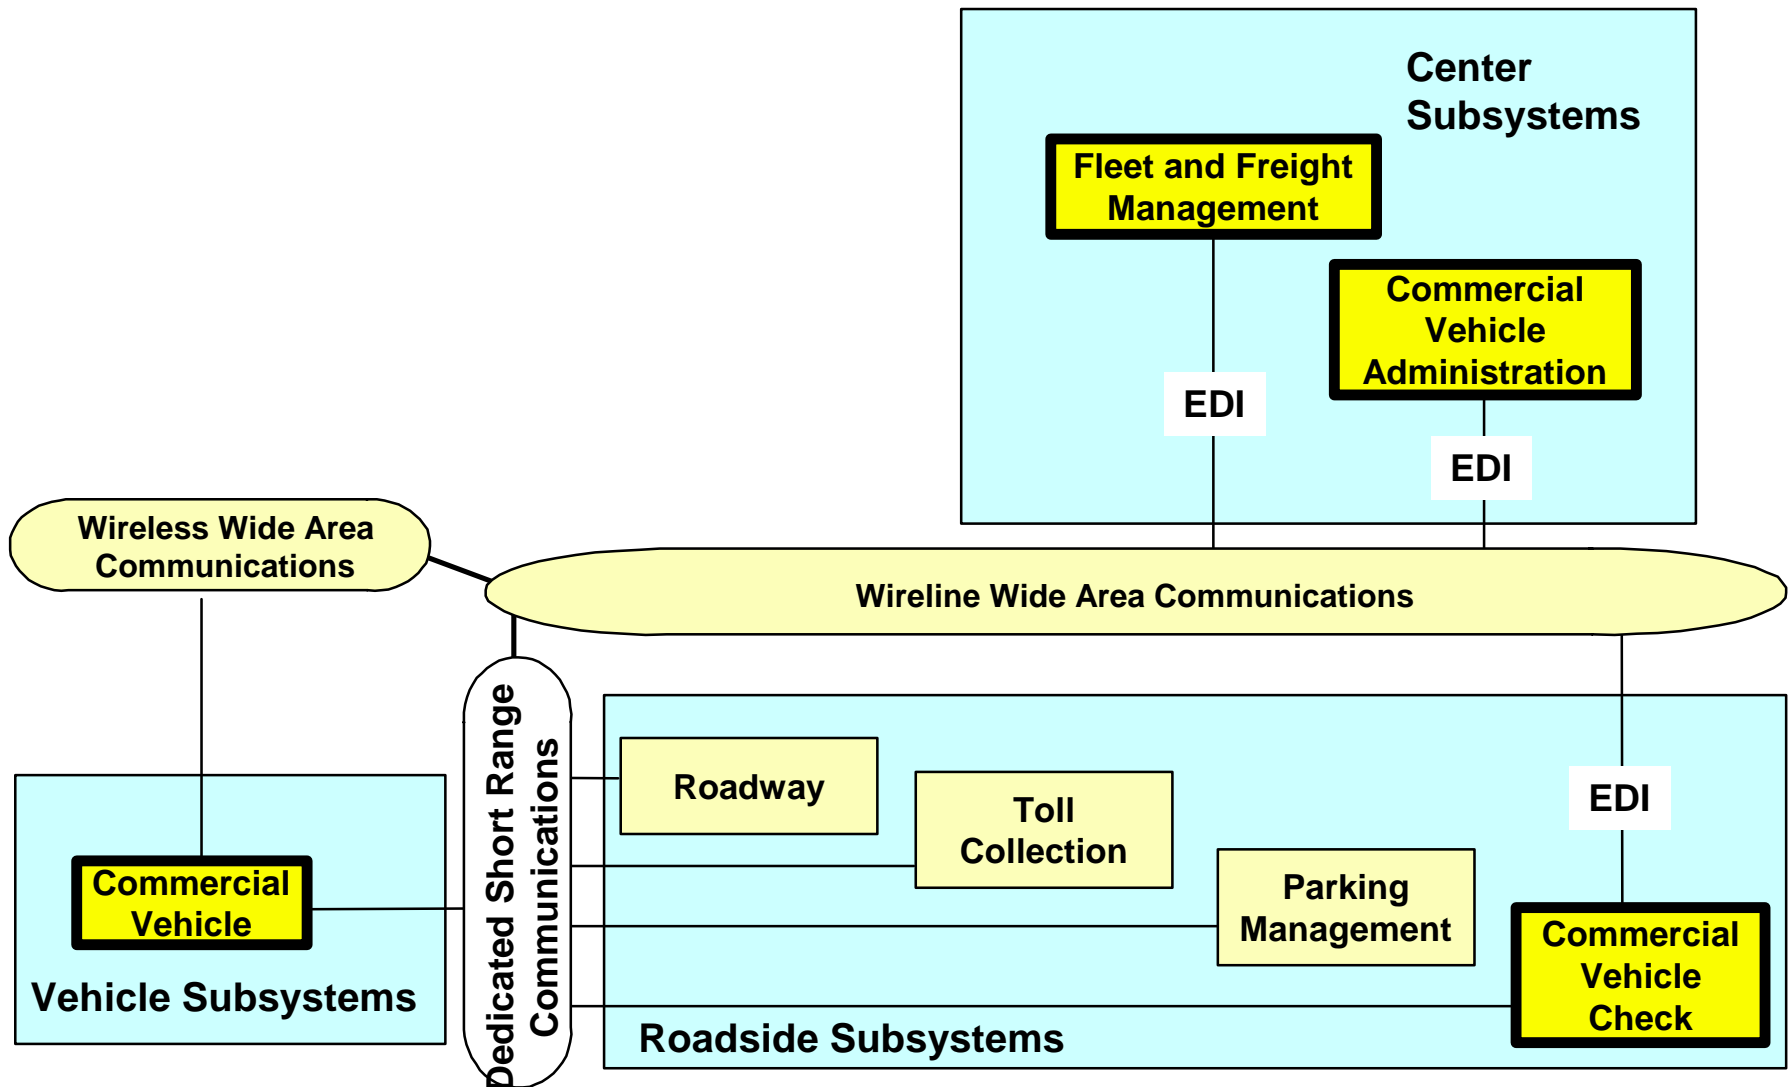 Center
Subsystems
Fleet and Freight
Management
Commercial
Vehicle
Administration
EDI
EDI
Wireless Wide Area
Communications
Wireline Wide Area Communications
Dedicated Short Range
Communications
Roadway
Toll
Collection
EDI
Parking
Management
Commercial
Vehicle
Commercial
Vehicle
Check
Vehicle Subsystems
Roadside Subsystems